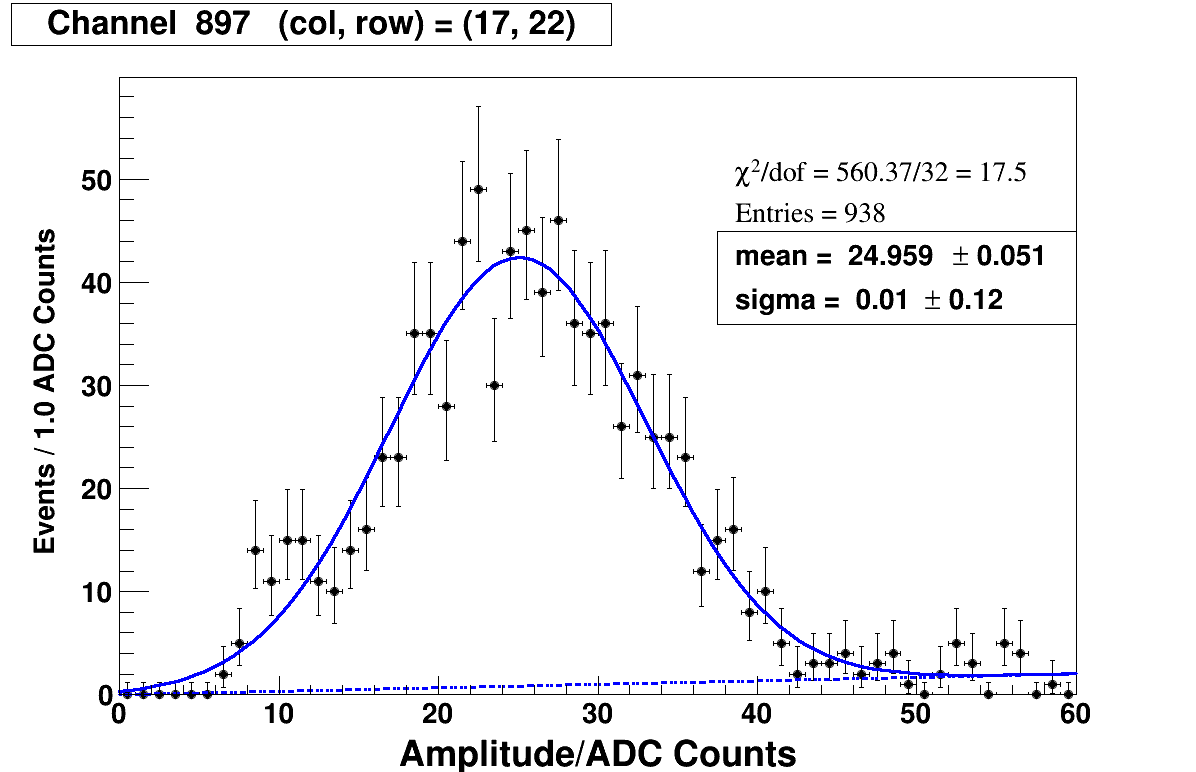 Channel 897 (col, row) = (17, 22)
χ²/dof = 560.37/32 = 17.5
Entries = 938
mean = 24.959 ± 0.051
sigma = 0.01 ± 0.12
Events / 1.0 ADC Counts
50
40
30
20
10
0
0 10 20 30 40 50 60
Amplitude/ADC Counts